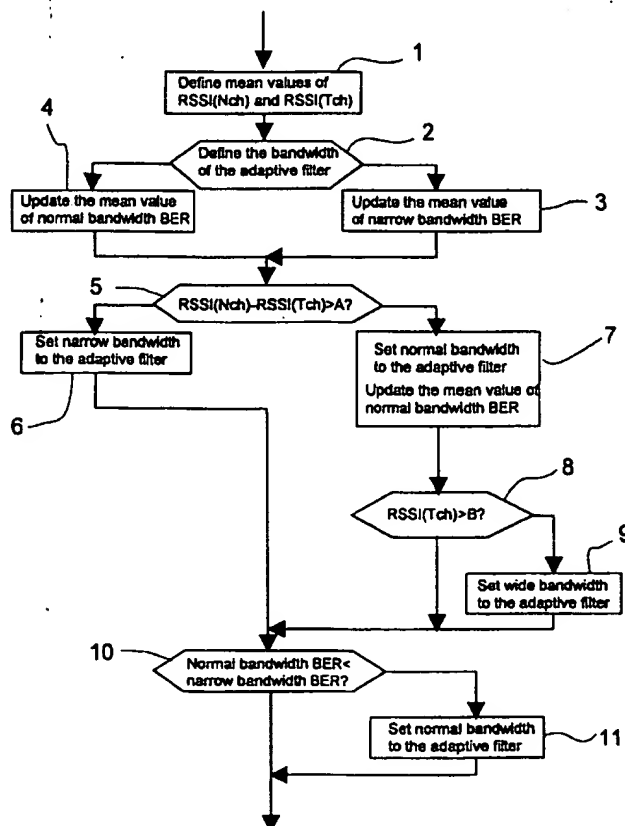 1
Define mean values of
RSSI(Nch) and RSSI(Tch)
2
Define the bandwidth
of the adaptive filter
4
Update the mean value
of normal bandwidth BER
Update the mean value
of narrow bandwidth BER
3
5
RSSI(Nch)-RSSI(Tch)>A?
Set narrow bandwidth
to the adaptive filter
6
Set normal bandwidth
to the adaptive filter
Update the mean value of
normal bandwidth BER
7
8
RSSI(Tch)>B?
9
Set wide bandwidth
to the adaptive filter
10
Normal bandwidth BER<
narrow bandwidth BER?
Set normal bandwidth
to the adaptive filter
11